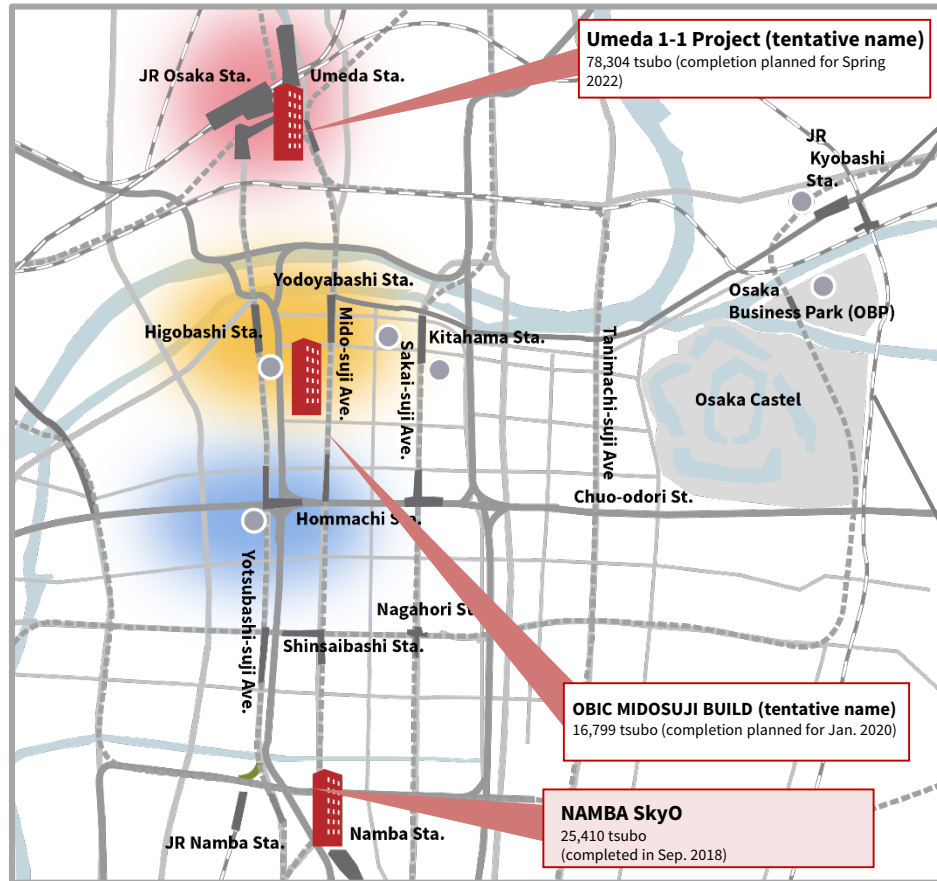 Umeda 1-1 Project (tentative name)
78,304 tsubo (completion planned for Spring
2022)
JR Osaka Sta.
Umeda Sta.
JR
Kyobashi
Sta.
Yodoyabashi Sta.
Osaka
Business Park (OBP)
Higobashi Sta.
Mido-suji Ave.
Kitahama Sta.
Sakai-suji Ave.
Tanimachi-suji Ave
Osaka Castel
Chuo-odori St.
Hommachi Sta.
Yotsubashi-suji Ave.
Nagahori St.
Shinsaibashi Sta.
OBIC MIDOSUJI BUILD (tentative name)
16,799 tsubo (completion planned for Jan. 2020)
NAMBA SkyO
25,410 tsubo
(completed in Sep. 2018)
JR Namba Sta.
Namba Sta.